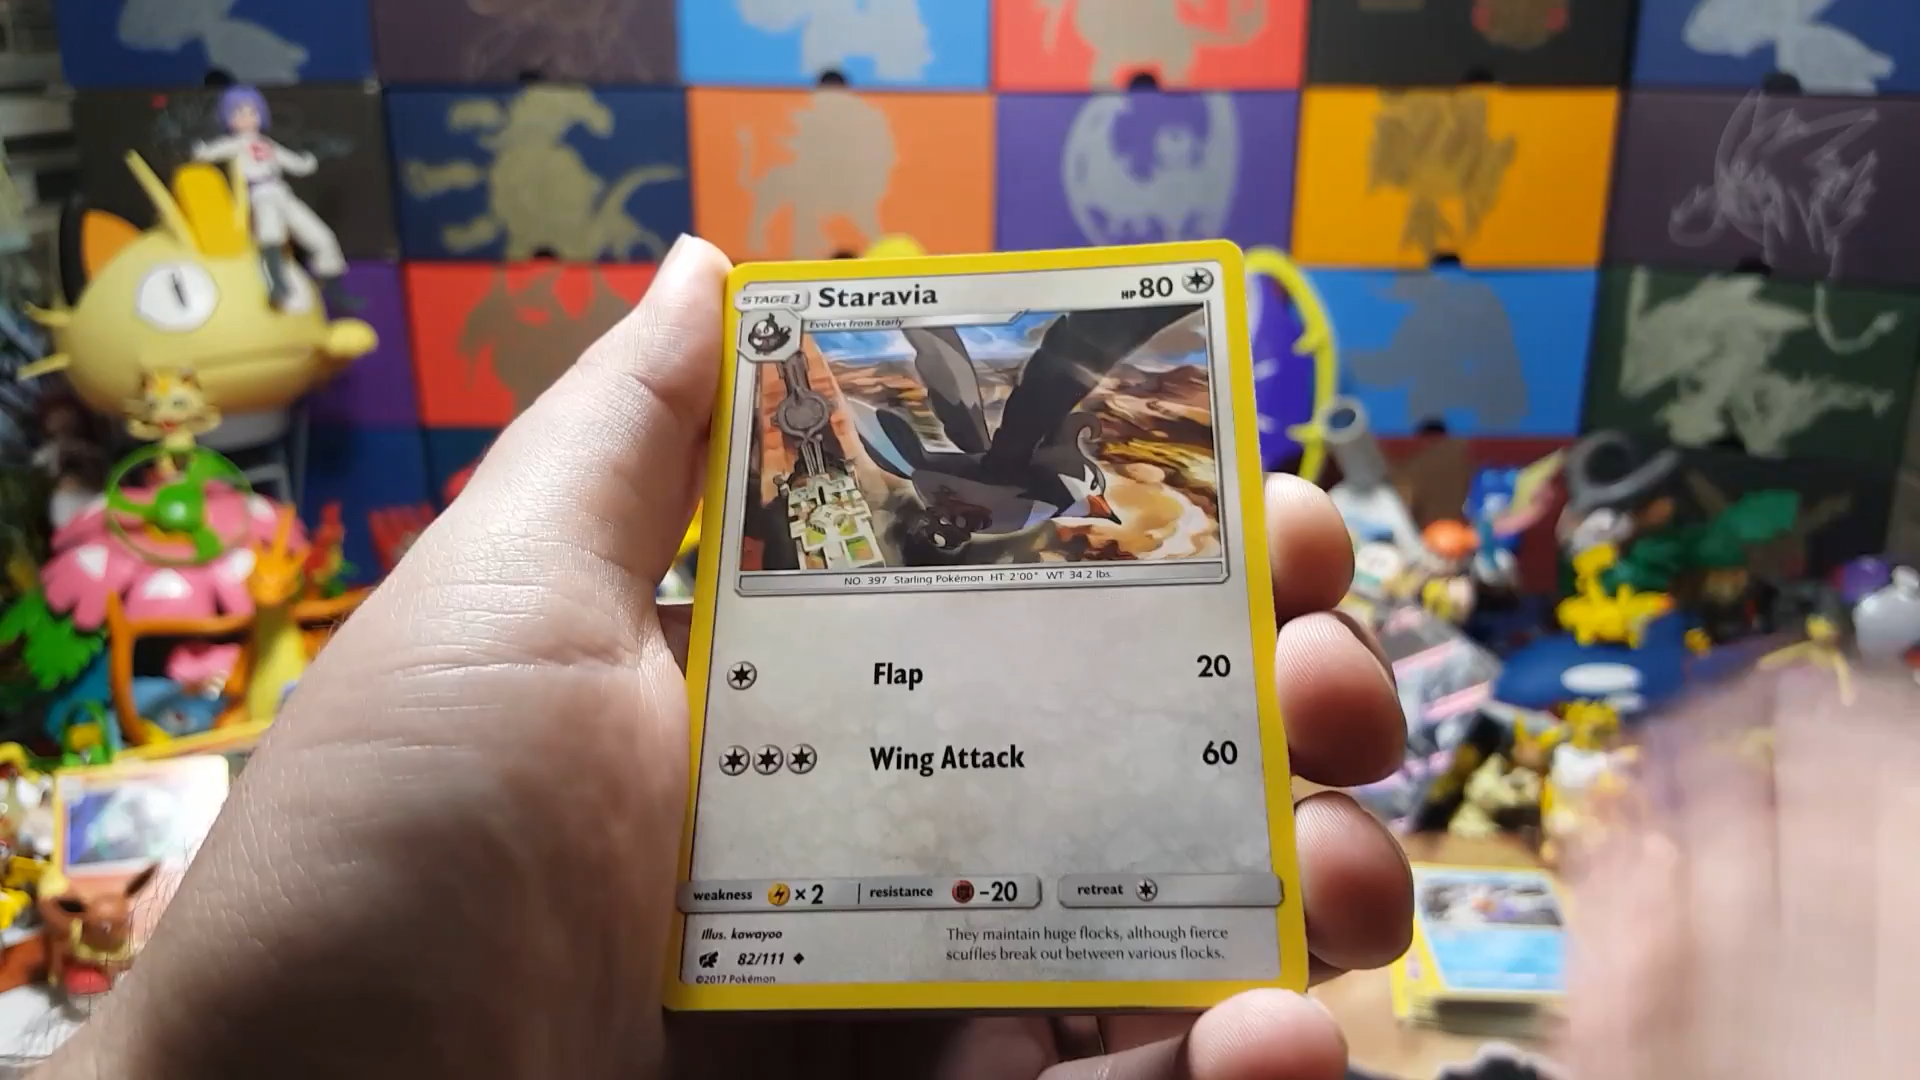 STAGE 1 Staravia HP 80
Evolves from Starly
NO. 397 Starling Pokémon HT: 2'00" WT: 34.2 lbs.
Flap 20
Wing Attack 60
weakness ×2 resistance -20 retreat
Illus. kawayoo
They maintain huge flocks, although fierce
scuffles break out between various flocks.
82/111
©2017 Pokémon